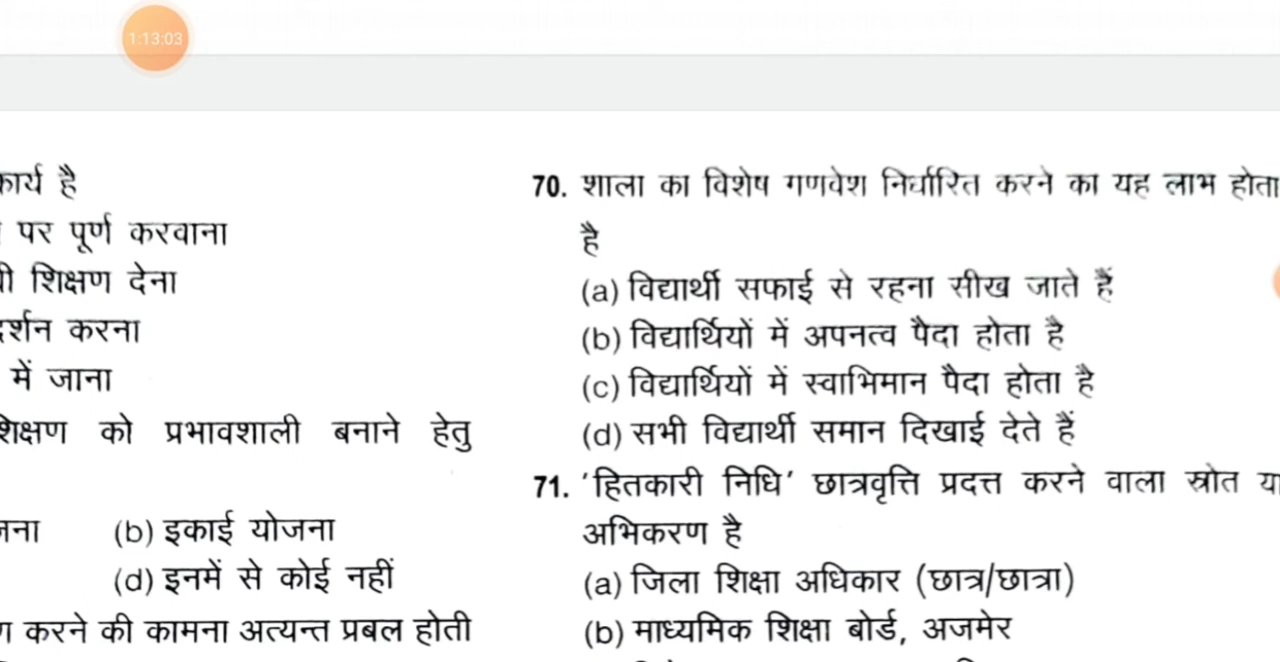 1:13:03
कार्य है
पर पूर्ण करवाना
शिक्षण देना
करना
में जाना
शिक्षण को प्रभावशाली बनाने हेतु
(b) इकाई योजना
(d) इनमें से कोई नहीं
करने की कामना अत्यन्त प्रबल होती
70. शाला का विशेष गणवेश निर्धारित करने का यह लाभ होता
है
(a) विद्यार्थी सफाई से रहना सीख जाते हैं
(b) विद्यार्थियों में अपनत्व पैदा होता है
(c) विद्यार्थियों में स्वाभिमान पैदा होता है
(d) सभी विद्यार्थी समान दिखाई देते हैं
71. ‘हितकारी निधि’ छात्रवृत्ति प्रदत्त करने वाला स्रोत या
अभिकरण है
(a) जिला शिक्षा अधिकार (छात्र/छात्रा)
(b) माध्यमिक शिक्षा बोर्ड, अजमेर